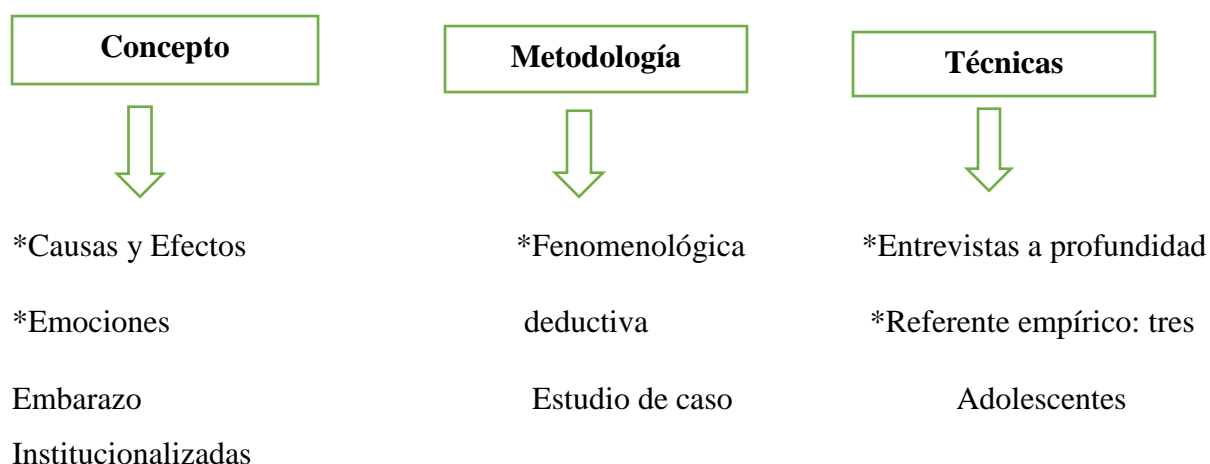 Concepto
*Causas y Efectos
*Emociones
Embarazo
Institucionalizadas
Metodología
*Fenomenológica
deductiva
Estudio de caso
Técnicas
*Entrevistas a profundidad
*Referente empírico: tres
Adolescentes